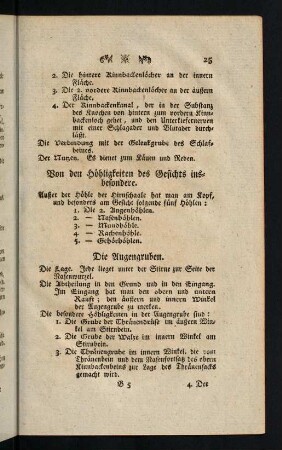 25
2. Die hintere Kinnbackenlöcher an der innern
Fläche.
3. Die 2. vordere Kinnbackenlöcher an der äußern
Fläche.
4. Der Kinnbackenkanal, der in der Substanz
des Knochen von hintern zum vordern Kinn-
backenloch gehet, und den Unterkiefernerven
mit einer Schlagader und Blutader durch-
läßt.
Die Verbindung mit der Gelenkgrube des Schlaf-
beines.
Der Nutzen. Es dienet zum Käuen und Reden.
Von den Höhligkeiten des Gesichts ins-
besondere.
Außer der Höhle der Hirnschaale hat man am Kopf,
und besonders am Gesicht folgende fünf Höhlen:
1. Die 2. Augenhöhlen.
2. — Nasenhöhlen.
3. — Mundhöhle.
4. — Rachenhöhle.
5. — Gehörhöhlen.
Die Augengruben.
Die Lage. Jede lieget unter der Stirne zur Seite der
Nasenwurzel.
Die Abtheilung in den Grund und in den Eingang.
Im Eingang hat man den obern und untern
Rauft; den äußern und innern Winkel
der Augengrube zu merken.
Die besondere Höhligkeiten in der Augengrube sind:
1. Die Grube der Thränendrüse im äußern Win-
kel am Stirnbein.
2. Die Grube der Walze im innern Winkel am
Stirnbein.
3. Die Thränengrube im innern Winkel, die vom
Thränenbein und dem Nasenfortsatz des obern
Kinnbackenbeins zur Lage des Thränensacks
gemacht wird.
B 5
4. Der